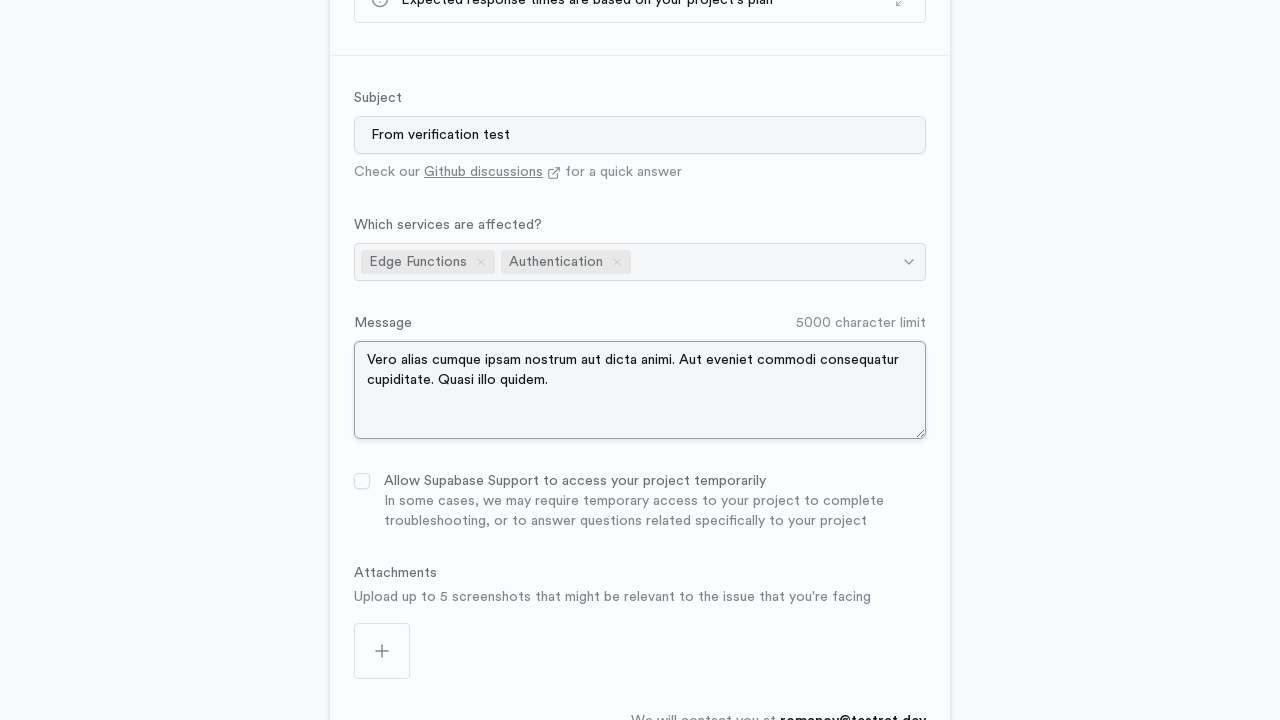 Expected response times are based on your project's plan
Subject
From verification test
Check our Github discussions for a quick answer
Which services are affected?
Edge Functions Authentication
Message 5000 character limit
Vero alias cumque ipsam nostrum aut dicta animi. Aut eveniet commodi consequatur
cupiditate. Quasi illo quidem.
Allow Supabase Support to access your project temporarily
In some cases, we may require temporary access to your project to complete
troubleshooting, or to answer questions related specifically to your project
Attachments
Upload up to 5 screenshots that might be relevant to the issue that you're facing
We will contact you at romanov@testrat.dev